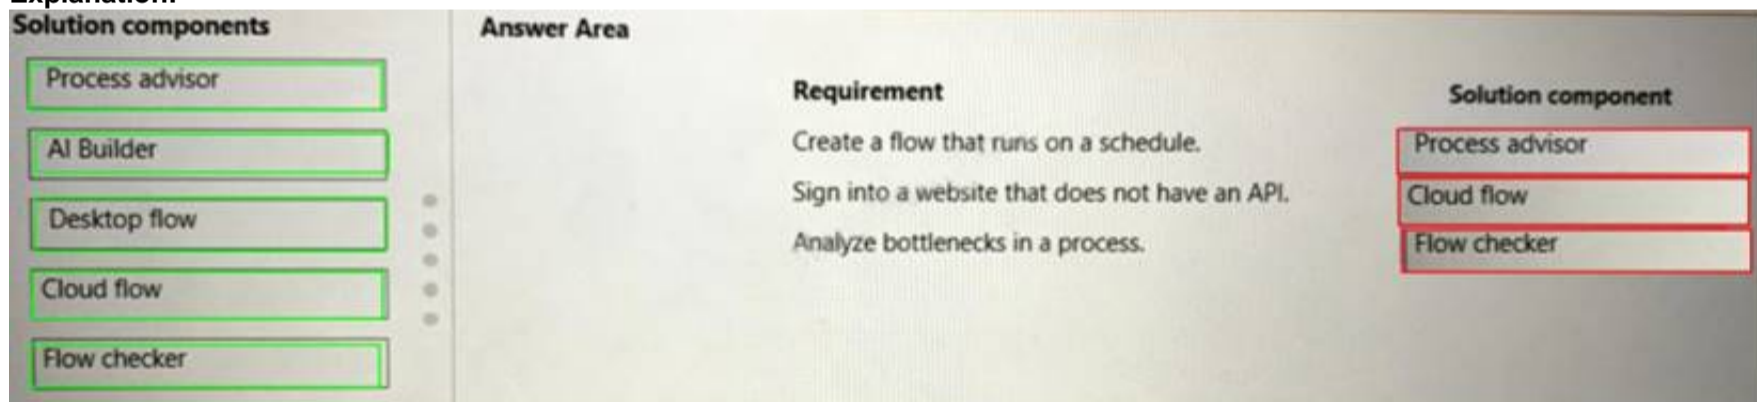 Explanation:
Solution components
Answer Area
Process advisor
AI Builder
Desktop flow
Cloud flow
Flow checker
Requirement
Solution component
Create a flow that runs on a schedule.
Process advisor
Sign into a website that does not have an API.
Cloud flow
Analyze bottlenecks in a process.
Flow checker